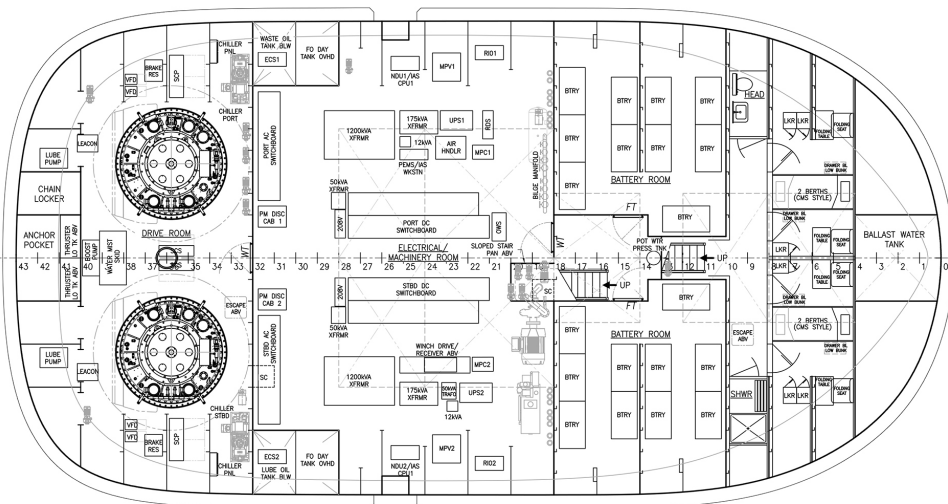 WASTE OIL
TANK BLW
FO DAY
TANK OVHD
CHILLER
PNL
ECS1
BRAKE
RES
SCP
VFD
VFD
NDU1/IAS
CPU1
MPV1
RIO1
CHILLER
PORT
PORT AC
SWITCHBOARD
1200kVA
XFRMR
175kVA
XFRMR
UPS1
RDS
12kVA
AIR
HNDLR
MPC1
PEMS/IAS
WKSTN
BILGE MANIFOLD
BTRY
BTRY
BTRY
BTRY
BTRY
BTRY
BTRY
BTRY
BTRY
BATTERY ROOM
BTRY
HEAD
LKR
LKR
FOLDING
TABLE
FOLDING
SEAT
DRAWER BL
LOW BUNK
2 BERTHS
(CMS STYLE)
LUBE
PUMP
LEACON
CHAIN
LOCKER
ANCHOR
POCKET
THRUSTER
LO TK ABV
BOOST
PUMP
WATER MIST
SKID
DRIVE ROOM
50kVA
XFRMR
208V
PM DISC
CAB 1
PORT DC
SWITCHBOARD
OWS
ELECTRICAL/
MACHINERY ROOM
SLOPED STAIR
PAN ABV
WT
WT
FT
POT WTR
PRESS TNK
UP
DRAWER BL
LOW BUNK
LKR
FOLDING
TABLE
FOLDING
SEAT
BALLAST WATER
TANK
43 42 41 40 39 38 37 36 35 34 33 32 31 30 29 28 27 26 25 24 23 22 21 20 19 18 17 16 15 14 13 12 11 10 9 8 7 6 5 4 3 2 1 0
THRUSTER
LO TK ABV
ESCAPE
ABV
PM DISC
CAB 2
208V
50kVA
XFRMR
STBD DC
SWITCHBOARD
SC
UP
FT
BTRY
BATTERY ROOM
LKR
FOLDING
TABLE
FOLDING
SEAT
DRAWER BL
LOW BUNK
2 BERTHS
(CMS STYLE)
ESCAPE
ABV
DRAWER BL
LOW BUNK
LUBE
PUMP
LEACON
STBD AC
SWITCHBOARD
SC
WINCH DRIVE/
RECEIVER ABV
MPC2
1200kVA
XFRMR
175kVA
XFRMR
50kVA
TRAFO
UPS2
12kVA
BTRY
BTRY
BTRY
BTRY
BTRY
BTRY
BTRY
BTRY
BTRY
SHWR
LKR
LKR
FOLDING
TABLE
FOLDING
SEAT
CHILLER
STBD
VFD
VFD
BRAKE
RES
SCP
CHILLER
PNL
ECS2
LUBE OIL
TANK BLW
FO DAY
TANK OVHD
NDU2/IAS
CPU1
MPV2
RIO2